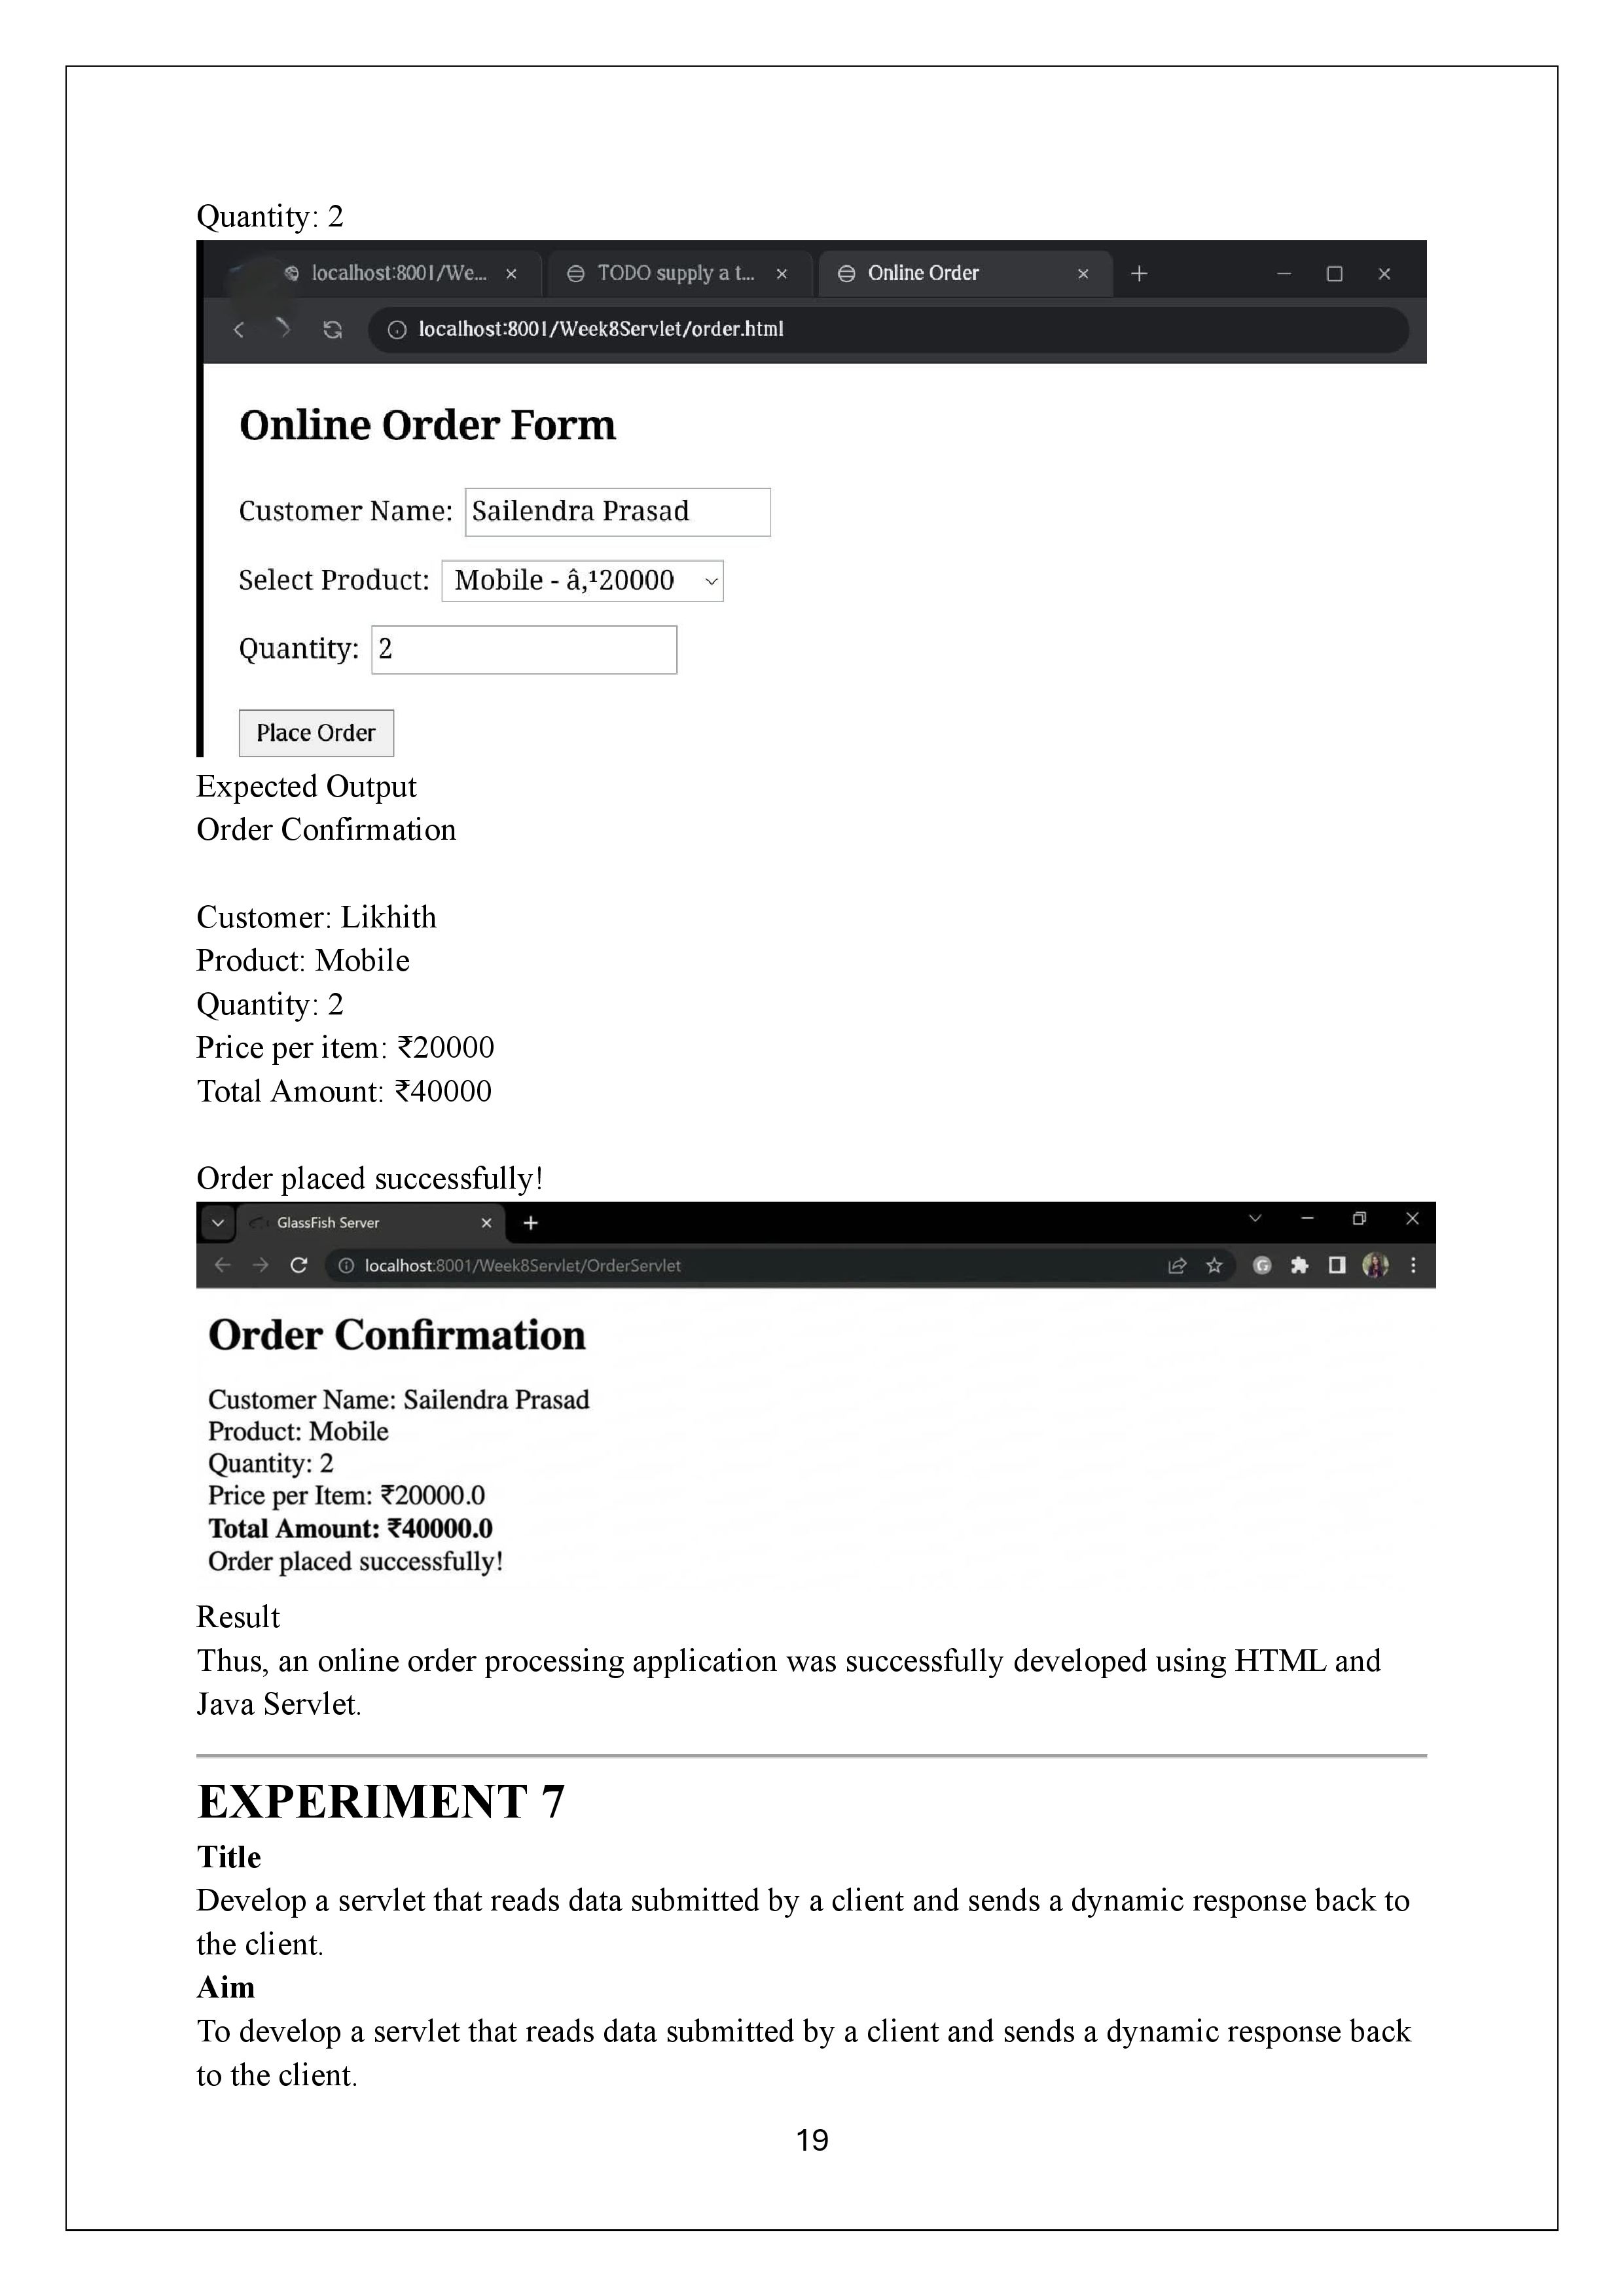 Quantity: 2
localhost:8001/We...
TODO supply a t...
Online Order
localhost:8001/Week8Servlet/order.html
Online Order Form
Customer Name: Sailendra Prasad
Select Product: Mobile - â‚¹20000
Quantity: 2
Place Order
Expected Output
Order Confirmation
Customer: Likhith
Product: Mobile
Quantity: 2
Price per item: ₹20000
Total Amount: ₹40000
Order placed successfully!
GlassFish Server
localhost:8001/Week8Servlet/OrderServlet
Order Confirmation
Customer Name: Sailendra Prasad
Product: Mobile
Quantity: 2
Price per Item: ₹20000.0
Total Amount: ₹40000.0
Order placed successfully!
Result
Thus, an online order processing application was successfully developed using HTML and
Java Servlet.
EXPERIMENT 7
Title
Develop a servlet that reads data submitted by a client and sends a dynamic response back to
the client.
Aim
To develop a servlet that reads data submitted by a client and sends a dynamic response back
to the client.
19